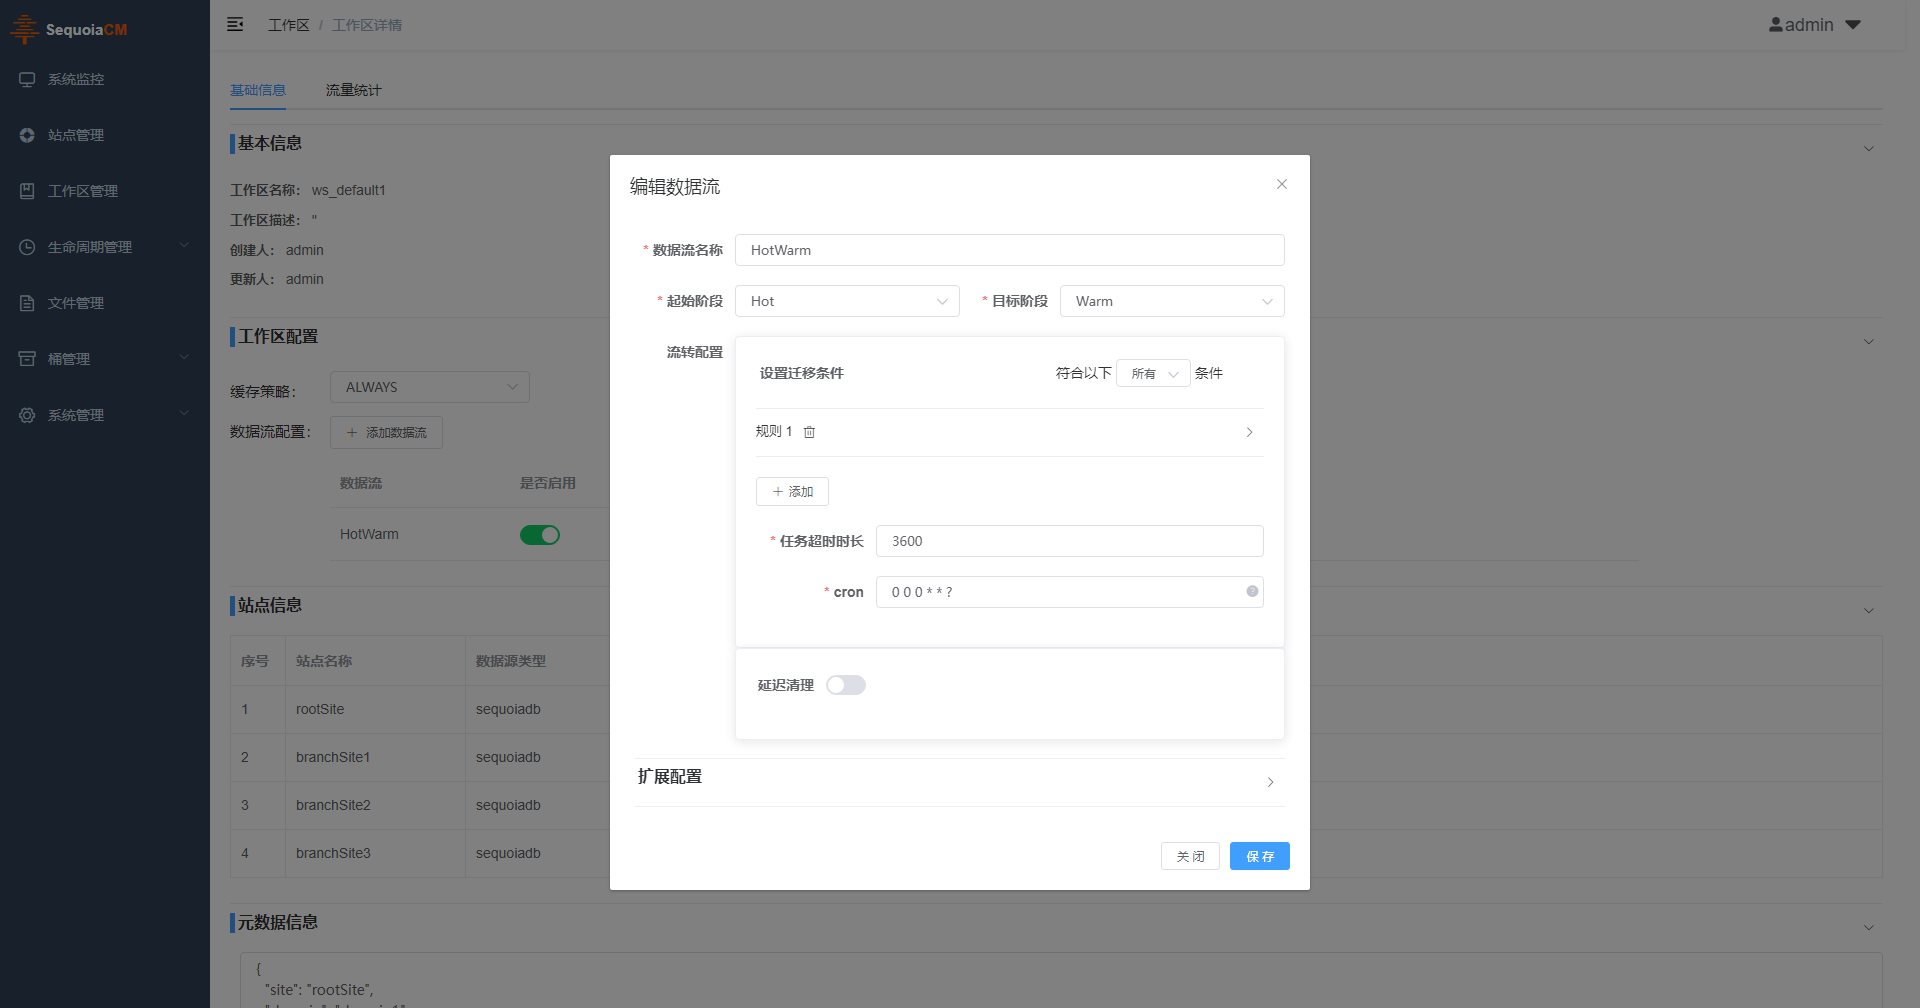 SequoiaCM
系统监控
站点管理
工作区管理
生命周期管理
文件管理
桶管理
系统管理
工作区 / 工作区详情
admin
基础信息 流量统计
基本信息
工作区名称： ws_default1
工作区描述： ''
创建人： admin
更新人： admin
工作区配置
缓存策略： ALWAYS
数据流配置： + 添加数据流
数据流 是否启用
HotWarm
站点信息
序号 站点名称 数据源类型
1 rootSite sequoiadb
2 branchSite1 sequoiadb
3 branchSite2 sequoiadb
4 branchSite3 sequoiadb
元数据信息
{
"site": "rootSite",
编辑数据流
* 数据流名称 HotWarm
* 起始阶段 Hot * 目标阶段 Warm
流转配置
设置迁移条件 符合以下 所有 条件
规则 1
+ 添加
* 任务超时时长 3600
* cron 0 0 0 * * ?
延迟清理
扩展配置
关闭 保存